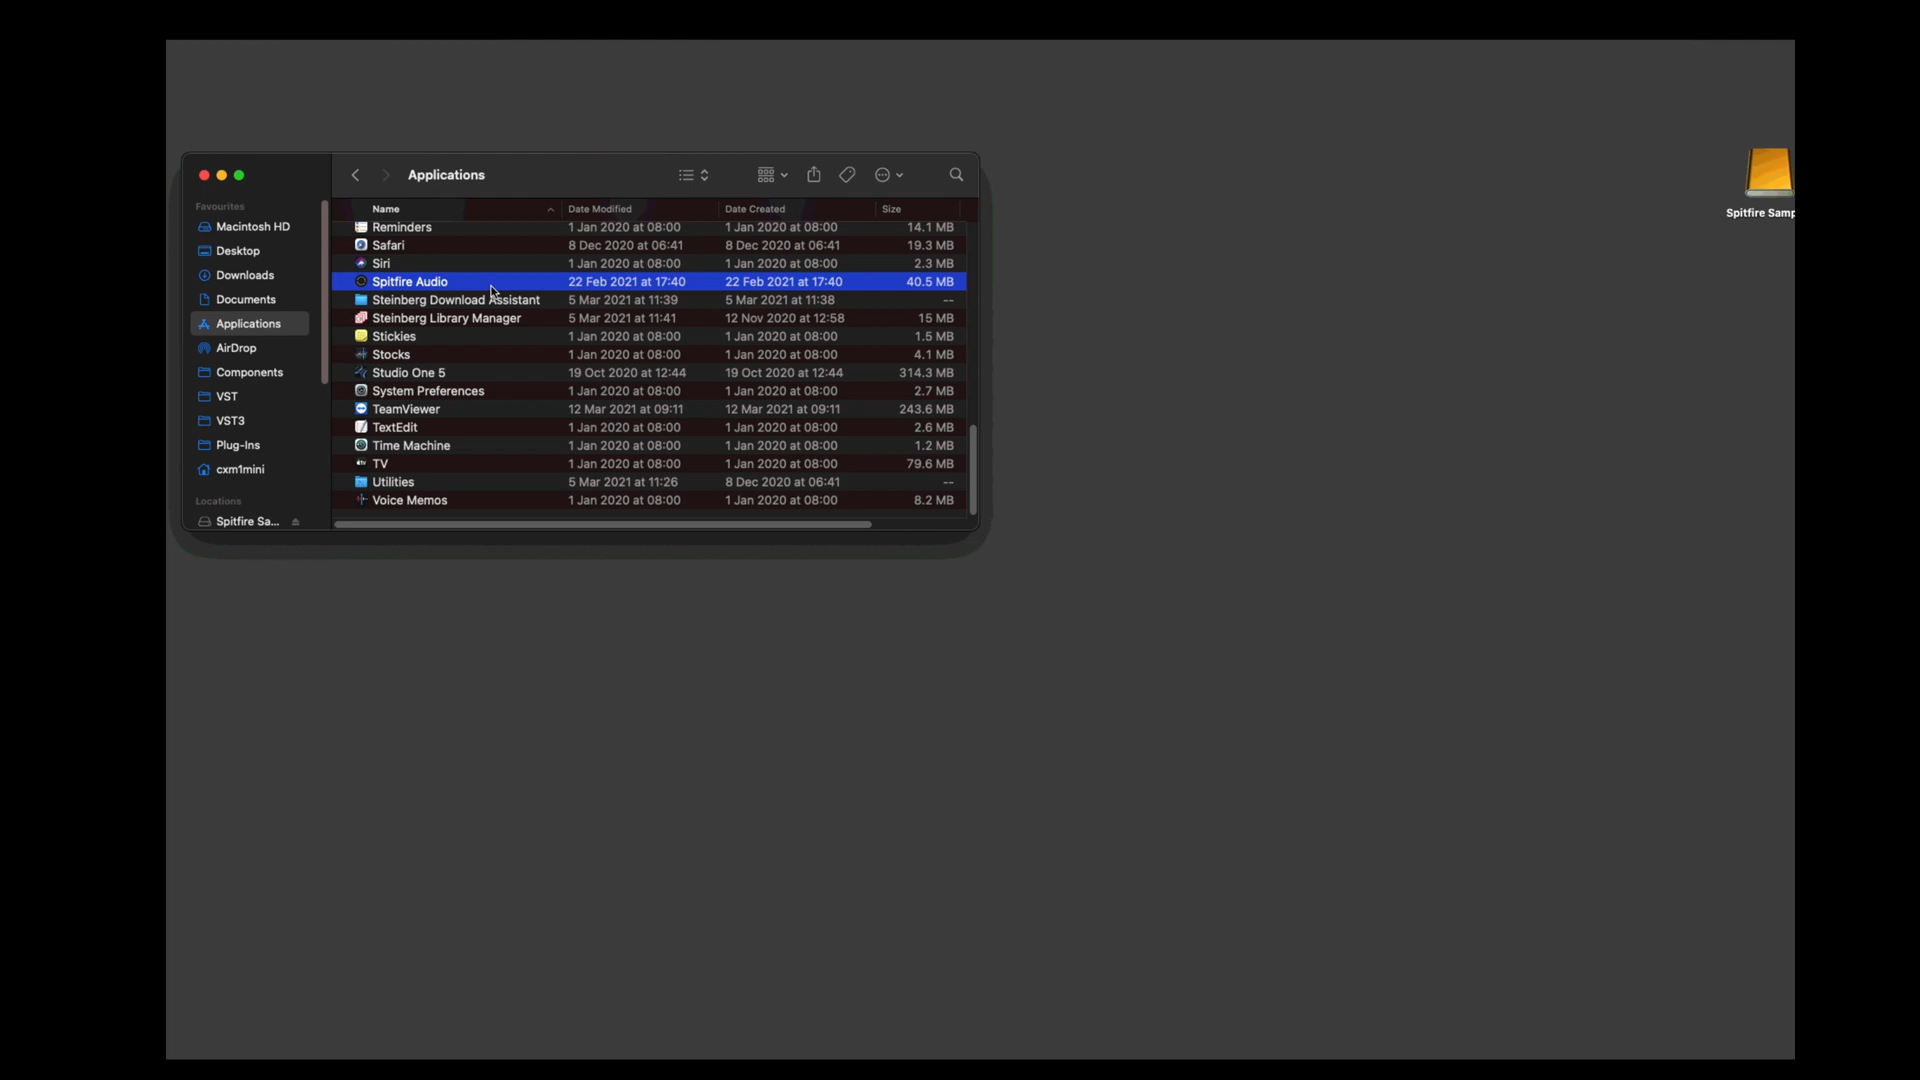 Applications
Favourites
Macintosh HD
Desktop
Downloads
Documents
Applications
AirDrop
Components
VST
VST3
Plug-Ins
cxm1mini
Locations
Spitfire Sa...
Name Date Modified Date Created Size
Reminders 1 Jan 2020 at 08:00 1 Jan 2020 at 08:00 14.1 MB
Safari 8 Dec 2020 at 06:41 8 Dec 2020 at 06:41 19.3 MB
Siri 1 Jan 2020 at 08:00 1 Jan 2020 at 08:00 2.3 MB
Spitfire Audio 22 Feb 2021 at 17:40 22 Feb 2021 at 17:40 40.5 MB
Steinberg Download Assistant 5 Mar 2021 at 11:39 5 Mar 2021 at 11:38 --
Steinberg Library Manager 5 Mar 2021 at 11:41 12 Nov 2020 at 12:58 15 MB
Stickies 1 Jan 2020 at 08:00 1 Jan 2020 at 08:00 1.5 MB
Stocks 1 Jan 2020 at 08:00 1 Jan 2020 at 08:00 4.1 MB
Studio One 5 19 Oct 2020 at 12:44 19 Oct 2020 at 12:44 314.3 MB
System Preferences 1 Jan 2020 at 08:00 1 Jan 2020 at 08:00 2.7 MB
TeamViewer 12 Mar 2021 at 09:11 12 Mar 2021 at 09:11 243.6 MB
TextEdit 1 Jan 2020 at 08:00 1 Jan 2020 at 08:00 2.6 MB
Time Machine 1 Jan 2020 at 08:00 1 Jan 2020 at 08:00 1.2 MB
TV 1 Jan 2020 at 08:00 1 Jan 2020 at 08:00 79.6 MB
Utilities 5 Mar 2021 at 11:26 8 Dec 2020 at 06:41 --
Voice Memos 1 Jan 2020 at 08:00 1 Jan 2020 at 08:00 8.2 MB
Spitfire Samp